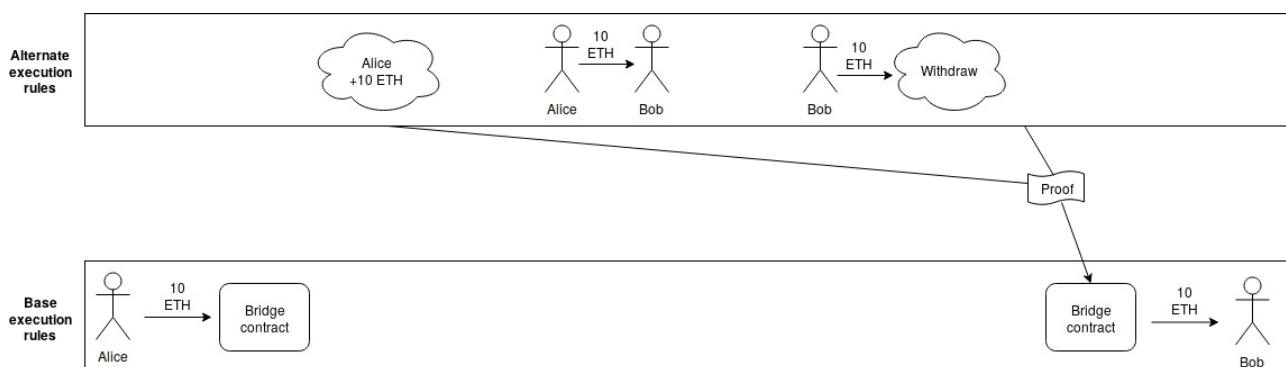 Alternate
execution
rules
Alice
+10 ETH
10
ETH
Alice
Bob
10
ETH
Bob
Withdraw
Proof
Base
execution
rules
10
ETH
Alice
Bridge
contract
Bridge
contract
10
ETH
Bob